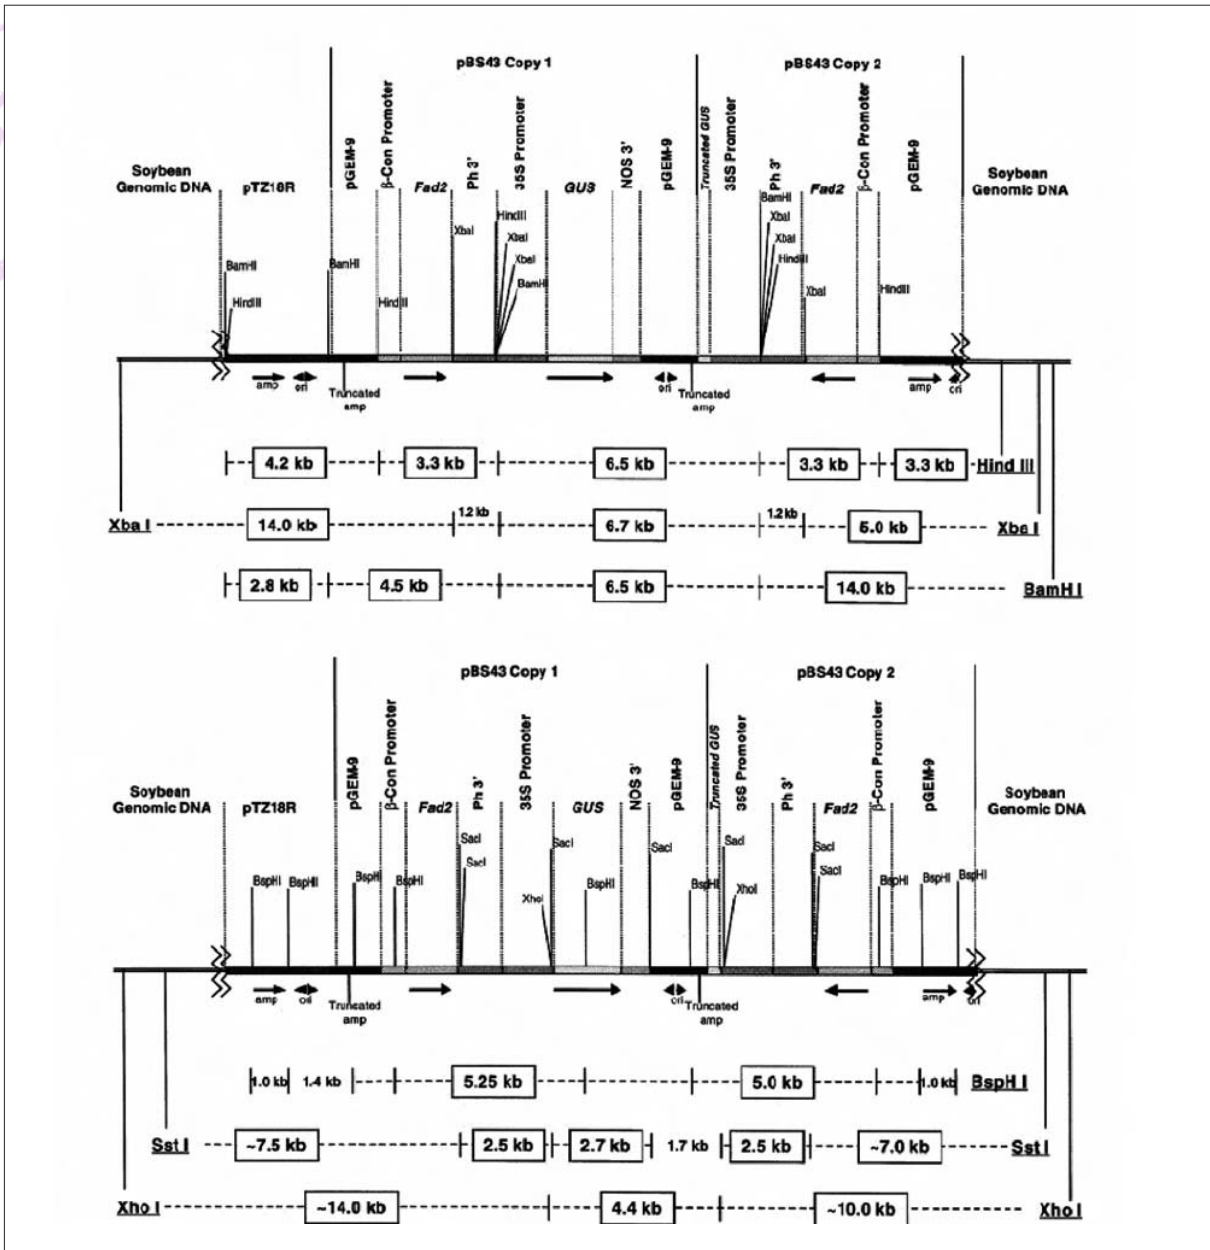 pBS43 Copy 1
pBS43 Copy 2
Soybean
Genomic DNA
pTZ18R
pGEM-9
β-Con Promoter
Fad2
Ph 3'
35S Promoter
GUS
NOS 3'
pGEM-9
Truncated GUS
35S Promoter
Ph 3'
Fad2
β-Con Promoter
pGEM-9
Soybean
Genomic DNA
BamHI
HindIII
BamHI
HindIII
XbaI
HindIII
XbaI
XbaI
BamHI
BamHI
XbaI
XbaI
HindIII
XbaI
HindIII
amp
ori
Truncated
amp
ori
Truncated
amp
amp
ori
4.2 kb
3.3 kb
6.5 kb
3.3 kb
3.3 kb
Hind III
Xba I
14.0 kb
1.2 kb
6.7 kb
1.2 kb
5.0 kb
Xba I
2.8 kb
4.5 kb
6.5 kb
14.0 kb
BamH I
pBS43 Copy 1
pBS43 Copy 2
Soybean
Genomic DNA
pTZ18R
pGEM-9
β-Con Promoter
Fad2
Ph 3'
35S Promoter
GUS
NOS 3'
pGEM-9
Truncated GUS
35S Promoter
Ph 3'
Fad2
β-Con Promoter
pGEM-9
Soybean
Genomic DNA
BspHI
BspHI
BspHI
BspHI
SacI
SacI
XhoI
SacI
BspHI
SacI
BspHI
SacI
XhoI
SacI
SacI
BspHI
BspHI
BspHI
amp
ori
Truncated
amp
ori
Truncated
amp
amp
ori
1.0 kb
1.4 kb
5.25 kb
5.0 kb
1.0 kb
BspH I
Sst I
~7.5 kb
2.5 kb
2.7 kb
1.7 kb
2.5 kb
~7.0 kb
Sst I
Xho I
~14.0 kb
4.4 kb
~10.0 kb
Xho I